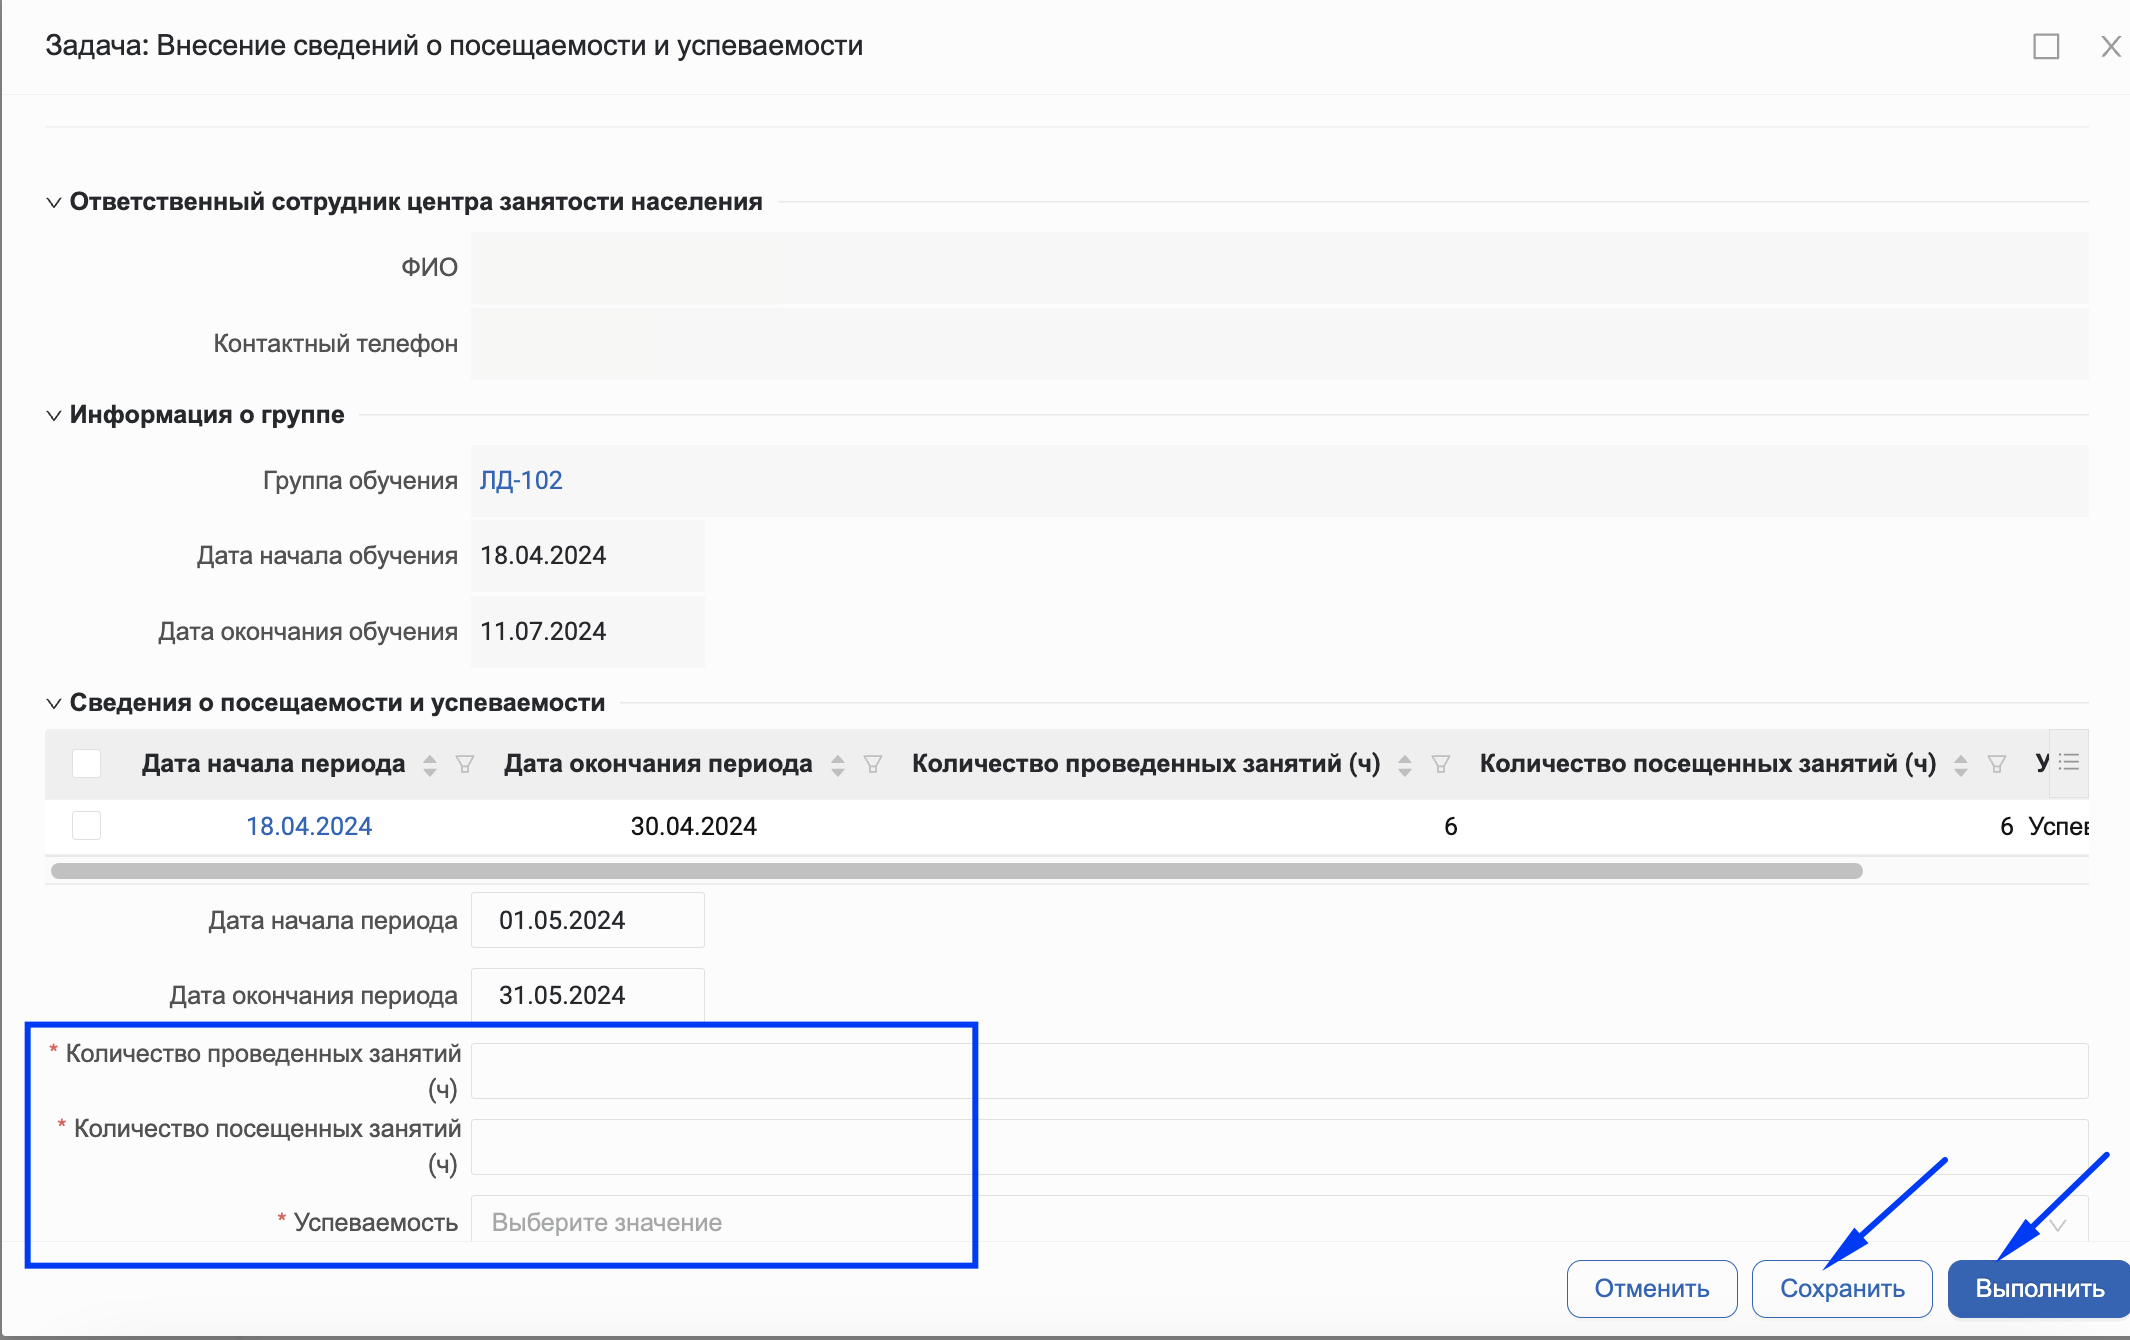 Задача: Внесение сведений о посещаемости и успеваемости
Ответственный сотрудник центра занятости населения
ФИО
Контактный телефон
Информация о группе
Группа обучения ЛД-102
Дата начала обучения 18.04.2024
Дата окончания обучения 11.07.2024
Сведения о посещаемости и успеваемости
Дата начала периода Дата окончания периода Количество проведенных занятий (ч) Количество посещенных занятий (ч) У
18.04.2024 30.04.2024 6 6 Успев
Дата начала периода 01.05.2024
Дата окончания периода 31.05.2024
* Количество проведенных занятий
(ч)
* Количество посещенных занятий
(ч)
* Успеваемость Выберите значение
Отменить Сохранить Выполнить